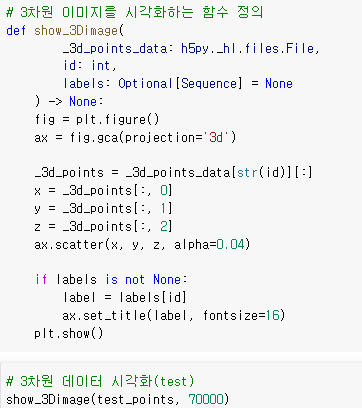 # 3차원 이미지를 시각화하는 함수 정의
def show_3Dimage(
        _3d_points_data: h5py._hl.files.File,
        id: int,
        labels: Optional[Sequence] = None
    ) -> None:
    fig = plt.figure()
    ax = fig.gca(projection='3d')

    _3d_points = _3d_points_data[str(id)][:]
    x = _3d_points[:, 0]
    y = _3d_points[:, 1]
    z = _3d_points[:, 2]
    ax.scatter(x, y, z, alpha=0.04)

    if labels is not None:
        label = labels[id]
        ax.set_title(label, fontsize=16)
    plt.show()

# 3차원 데이터 시각화(test)
show_3Dimage(test_points, 70000)